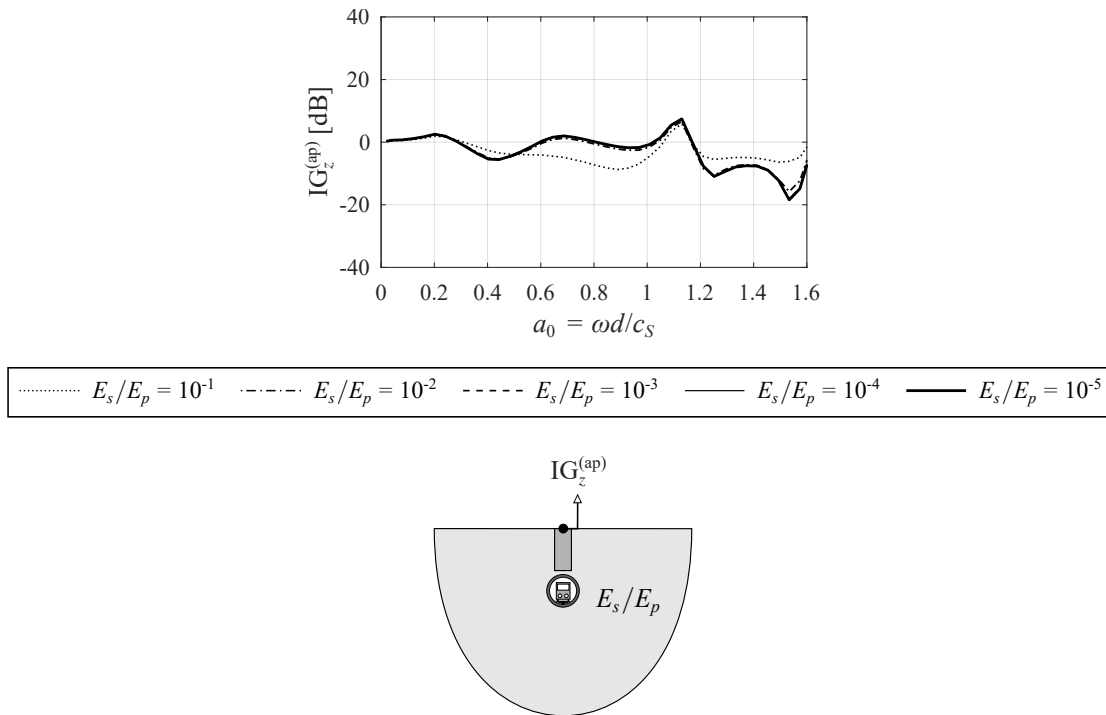 40
20
0
-20
-40
IG_z^(ap) [dB]
0 0.2 0.4 0.6 0.8 1 1.2 1.4 1.6
a_0 = ωd/c_S
E_s/E_p = 10^-1 E_s/E_p = 10^-2 E_s/E_p = 10^-3 E_s/E_p = 10^-4 E_s/E_p = 10^-5
IG_z^(ap)
E_s/E_p